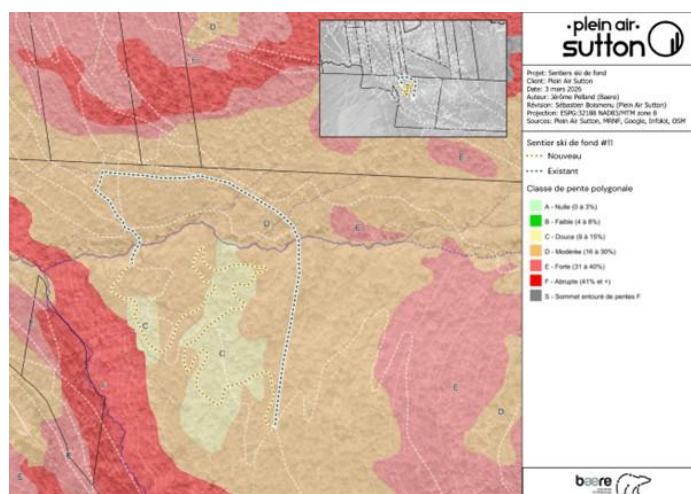 plein air
sutton
Projet: Sentiers ski de fond
Client: Plein Air Sutton
Date: 3 mars 2026
Auteur: Jérôme Pelland (Baere)
Révision: Sébastien Boismenu (Plein Air Sutton)
Projection: ESPG:32188 NAD83/MTM zone 8
Sources: Plein Air Sutton, MRNF, Google, Infolot, OSM
Sentier ski de fond #11
Nouveau
Existant
Classe de pente polygonale
A - Nulle (0 à 3%)
B - Faible (4 à 8%)
C - Douce (9 à 15%)
D - Modérée (16 à 30%)
E - Forte (31 à 40%)
F - Abrupte (41% et <)
S - Sommet entouré de pentes F
D
E
D
E
C
C
E
D
E
baere